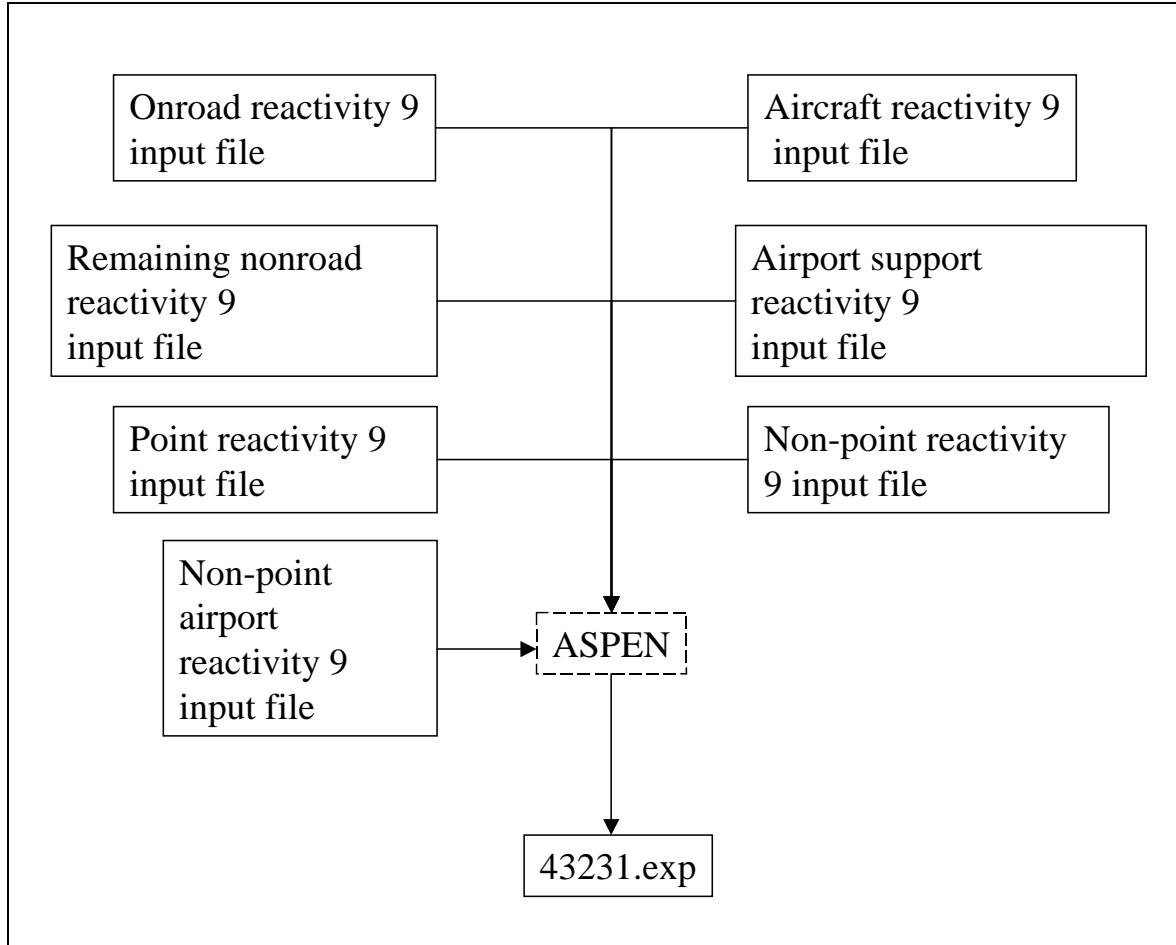 Onroad reactivity 9
input file
Aircraft reactivity 9
input file
Remaining nonroad
reactivity 9
input file
Airport support
reactivity 9
input file
Point reactivity 9
input file
Non-point reactivity
9 input file
Non-point
airport
reactivity 9
input file
ASPEN
43231.exp